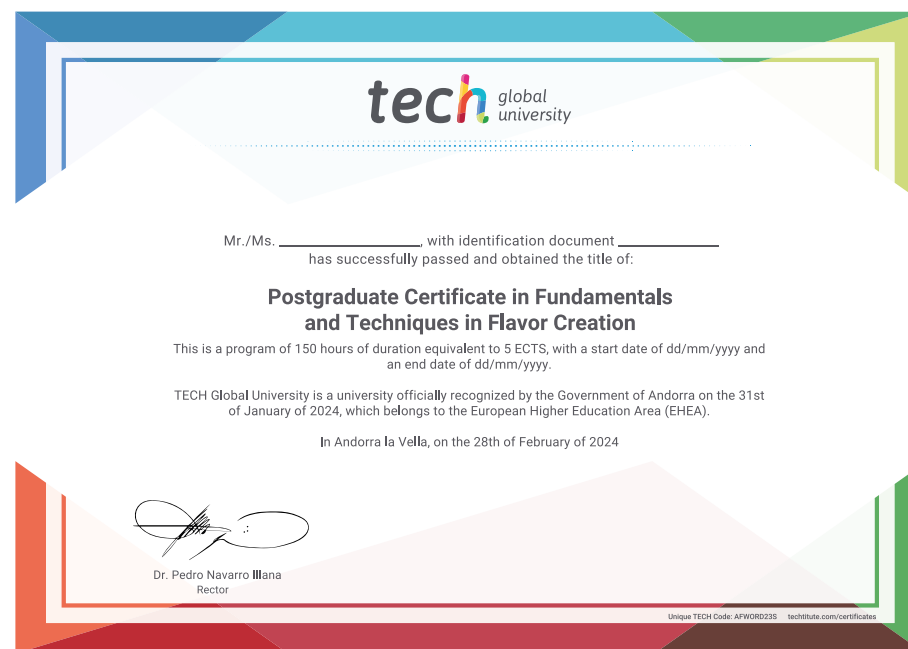 tech global university
Mr./Ms. ____________________, with identification document ______________
has successfully passed and obtained the title of:
Postgraduate Certificate in Fundamentals
and Techniques in Flavor Creation
This is a program of 150 hours of duration equivalent to 5 ECTS, with a start date of dd/mm/yyyy and
an end date of dd/mm/yyyy.
TECH Global University is a university officially recognized by the Government of Andorra on the 31st
of January of 2024, which belongs to the European Higher Education Area (EHEA).
In Andorra la Vella, on the 28th of February of 2024
Dr. Pedro Navarro Illana
Rector
Unique TECH Code: AFWORD23S techtitute.com/certificates